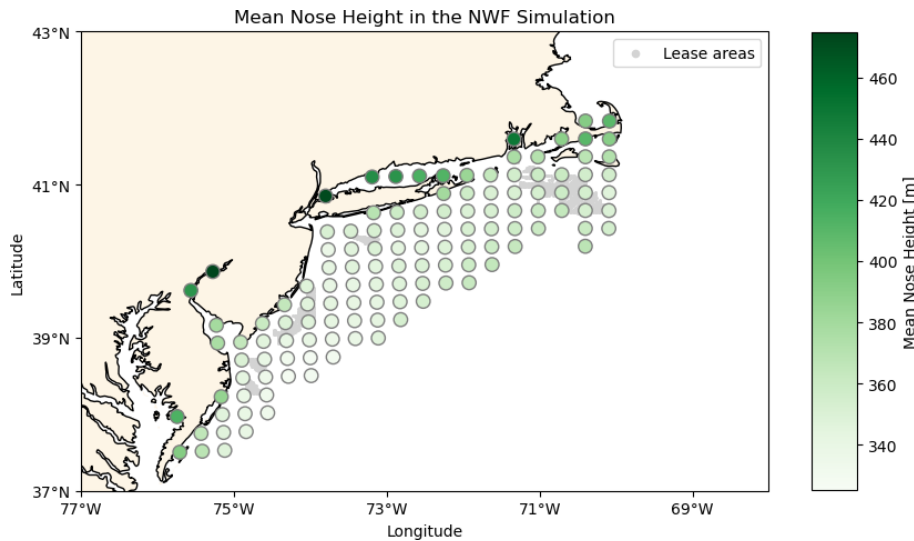 Mean Nose Height in the NWF Simulation
43°N
41°N
39°N
37°N
Latitude
Lease areas
77°W
75°W
73°W
71°W
69°W
Longitude
460
440
420
400
380
360
340
Mean Nose Height [m]